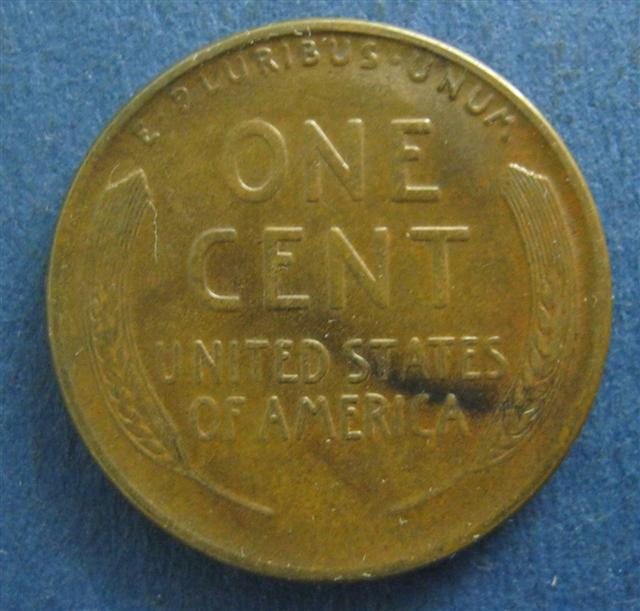 E·PLURIBUS·UNUM
ONE
CENT
UNITED STATES
OF AMERICA